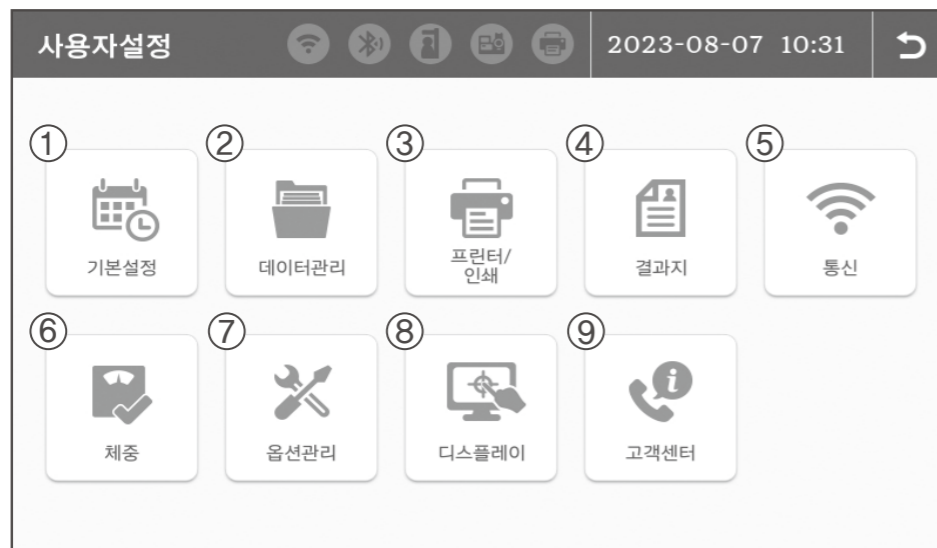 사용자설정 2023-08-07 10:31
① ② ③ ④ ⑤
기본설정 데이터관리 프린터/
인쇄 결과지 통신
⑥ ⑦ ⑧ ⑨
체중 옵션관리 디스플레이 고객센터